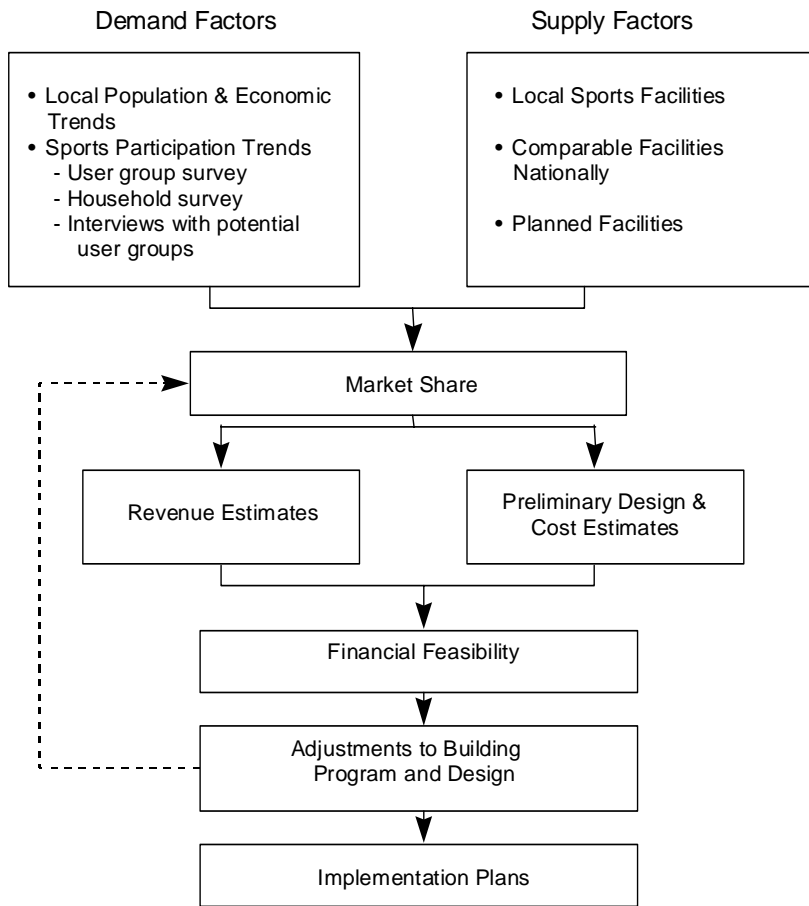 Demand Factors
• Local Population & Economic
Trends
• Sports Participation Trends
- User group survey
- Household survey
- Interviews with potential
user groups
Supply Factors
• Local Sports Facilities
• Comparable Facilities
Nationally
• Planned Facilities
Market Share
Revenue Estimates
Preliminary Design &
Cost Estimates
Financial Feasibility
Adjustments to Building
Program and Design
Implementation Plans